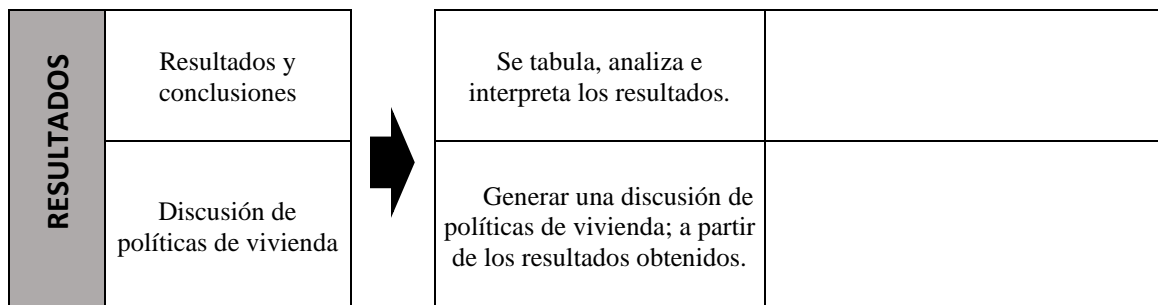 RESULTADOS
Resultados y
conclusiones
Se tabula, analiza e
interpreta los resultados.
Discusión de
políticas de vivienda
Generar una discusión de
políticas de vivienda; a partir
de los resultados obtenidos.